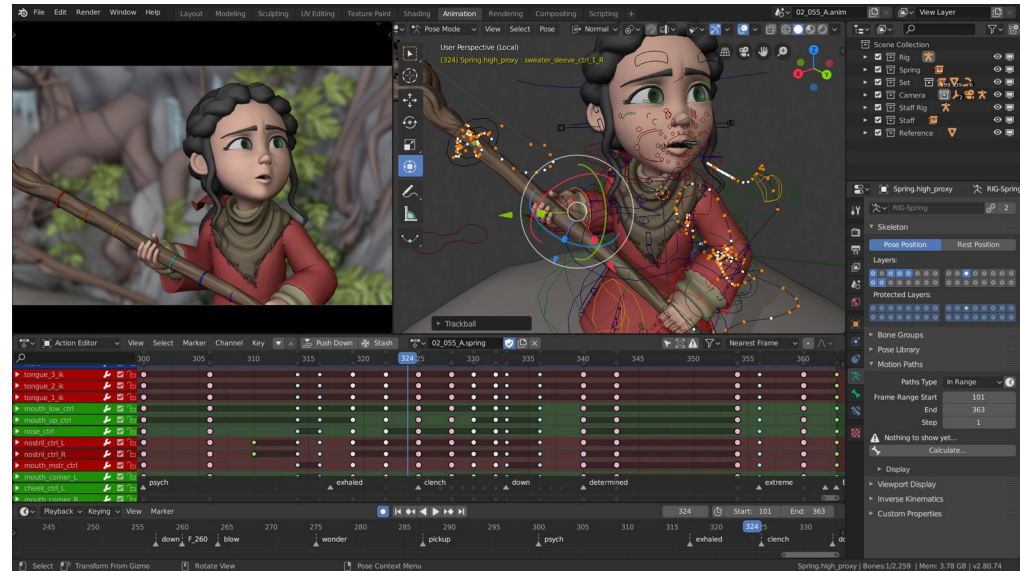 File Edit Render Window Help Layout Modeling Sculpting UV Editing Texture Paint Shading Animation Rendering Compositing Scripting + 02_055_A.anim View Layer
Pose Mode View Select Pose Normal
User Perspective (Local)
(324) Spring.high_proxy : sweater_sleeve_ctrl_1_R
Z
X
Y
Trackball
Scene Collection
Rig
Spring
Set
Camera
Staff Rig
Staff
Reference
Spring.high_proxy RIG-Spring
RIG-Spring 2
Skeleton
Pose Position Rest Position
Layers:
Protected Layers:
Bone Groups
Pose Library
Motion Paths
Paths Type In Range
Frame Range Start 101
End 363
Step 1
Nothing to show yet...
Calculate...
Display
Viewport Display
Inverse Kinematics
Custom Properties
Action Editor View Select Marker Channel Key Push Down Stash 02_055_A.spring Nearest Frame
300 305 310 315 320 324 330 335 340 345 350 355 360
tongue_3_ik
tongue_2_ik
tongue_1_ik
mouth_low_ctrl
mouth_up_ctrl
nose_ctrl
nostril_ctrl_L
nostril_ctrl_R
mouth_mstr_ctrl
mouth_corner_L
cheek_ctrl_L
mouth_corner_R
psych exhaled clench down determined extreme
Playback Keying View Marker 324 Start: 101 End: 363
245 250 255 260 265 270 275 280 285 290 295 300 305 310 315 320 324 330
down F_260 blow wonder pickup psych exhaled clench
Select Transform From Gizmo Rotate View Pose Context Menu Spring.high_proxy | Bones:1/2,259 | Mem: 3.78 GB | v2.80.74